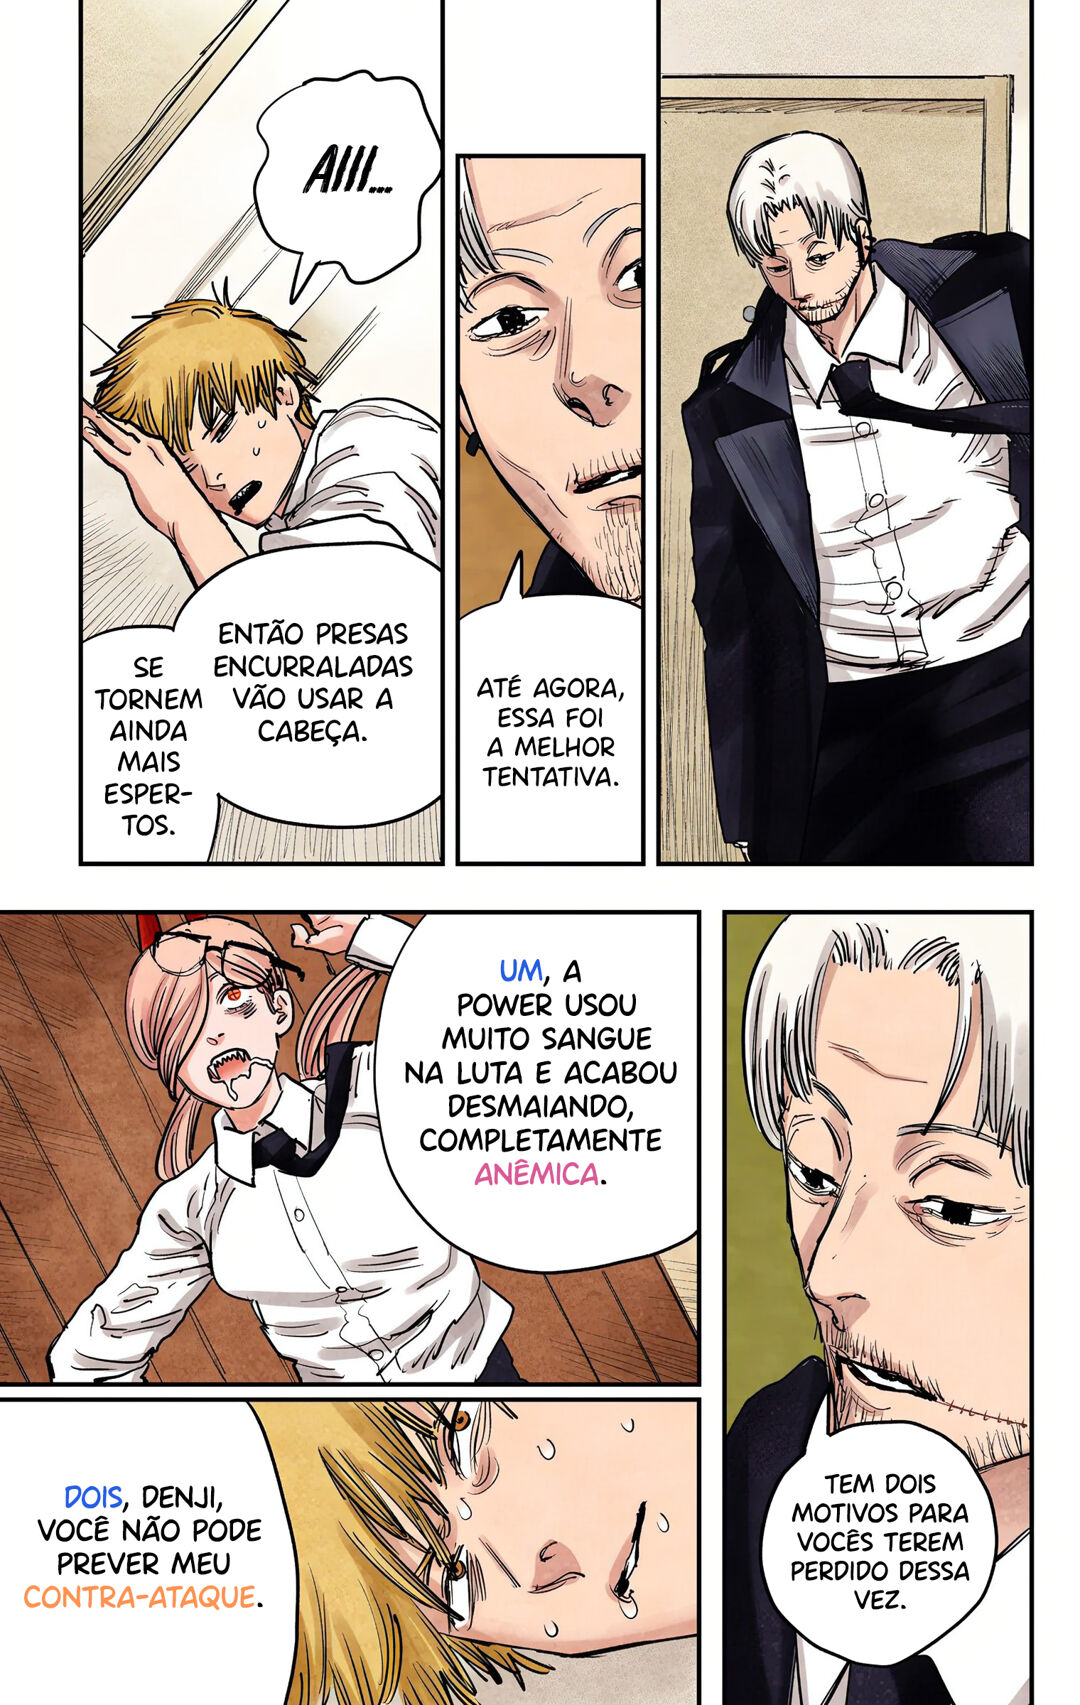 ATÉ AGORA,
ESSA FOI
A MELHOR
TENTATIVA.
AIII...
ENTÃO PRESAS
ENCURRALADAS
VÃO USAR A
CABEÇA.
SE
TORNEM
AINDA
MAIS
ESPER-
TOS.
TEM DOIS
MOTIVOS PARA
VOCÊS TEREM
PERDIDO DESSA
VEZ.
UM, A
POWER USOU
MUITO SANGUE
NA LUTA E ACABOU
DESMAIANDO,
COMPLETAMENTE
ANÊMICA.
DOIS, DENJI,
VOCÊ NÃO PODE
PREVER MEU
CONTRA-ATAQUE.